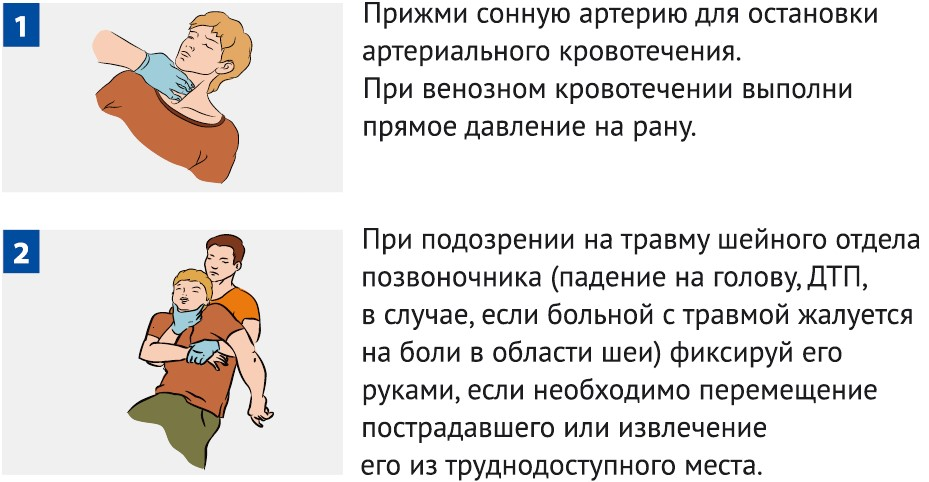 1
Прижми сонную артерию для остановки
артериального кровотечения.
При венозном кровотечении выполни
прямое давление на рану.
2
При подозрении на травму шейного отдела
позвоночника (падение на голову, ДТП,
в случае, если больной с травмой жалуется
на боли в области шеи) фиксируй его
руками, если необходимо перемещение
пострадавшего или извлечение
его из труднодоступного места.